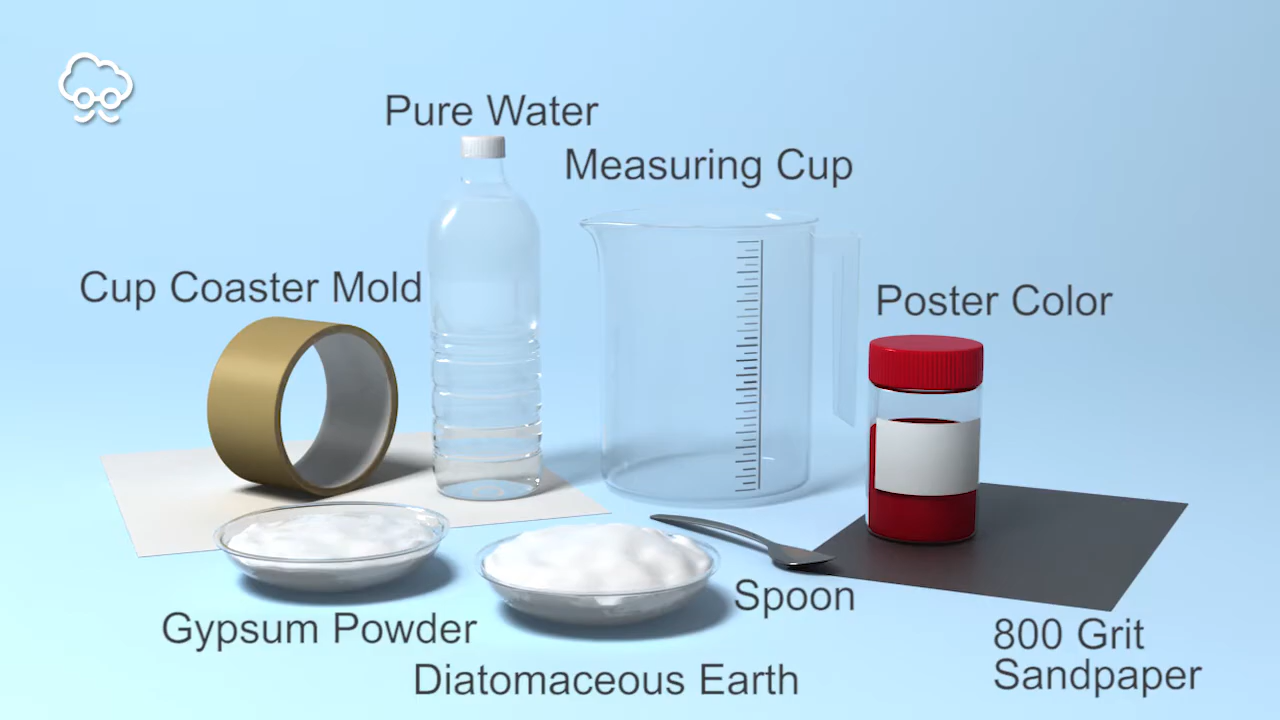 Pure Water
Measuring Cup
Cup Coaster Mold
Poster Color
Spoon
Gypsum Powder
800 Grit
Sandpaper
Diatomaceous Earth